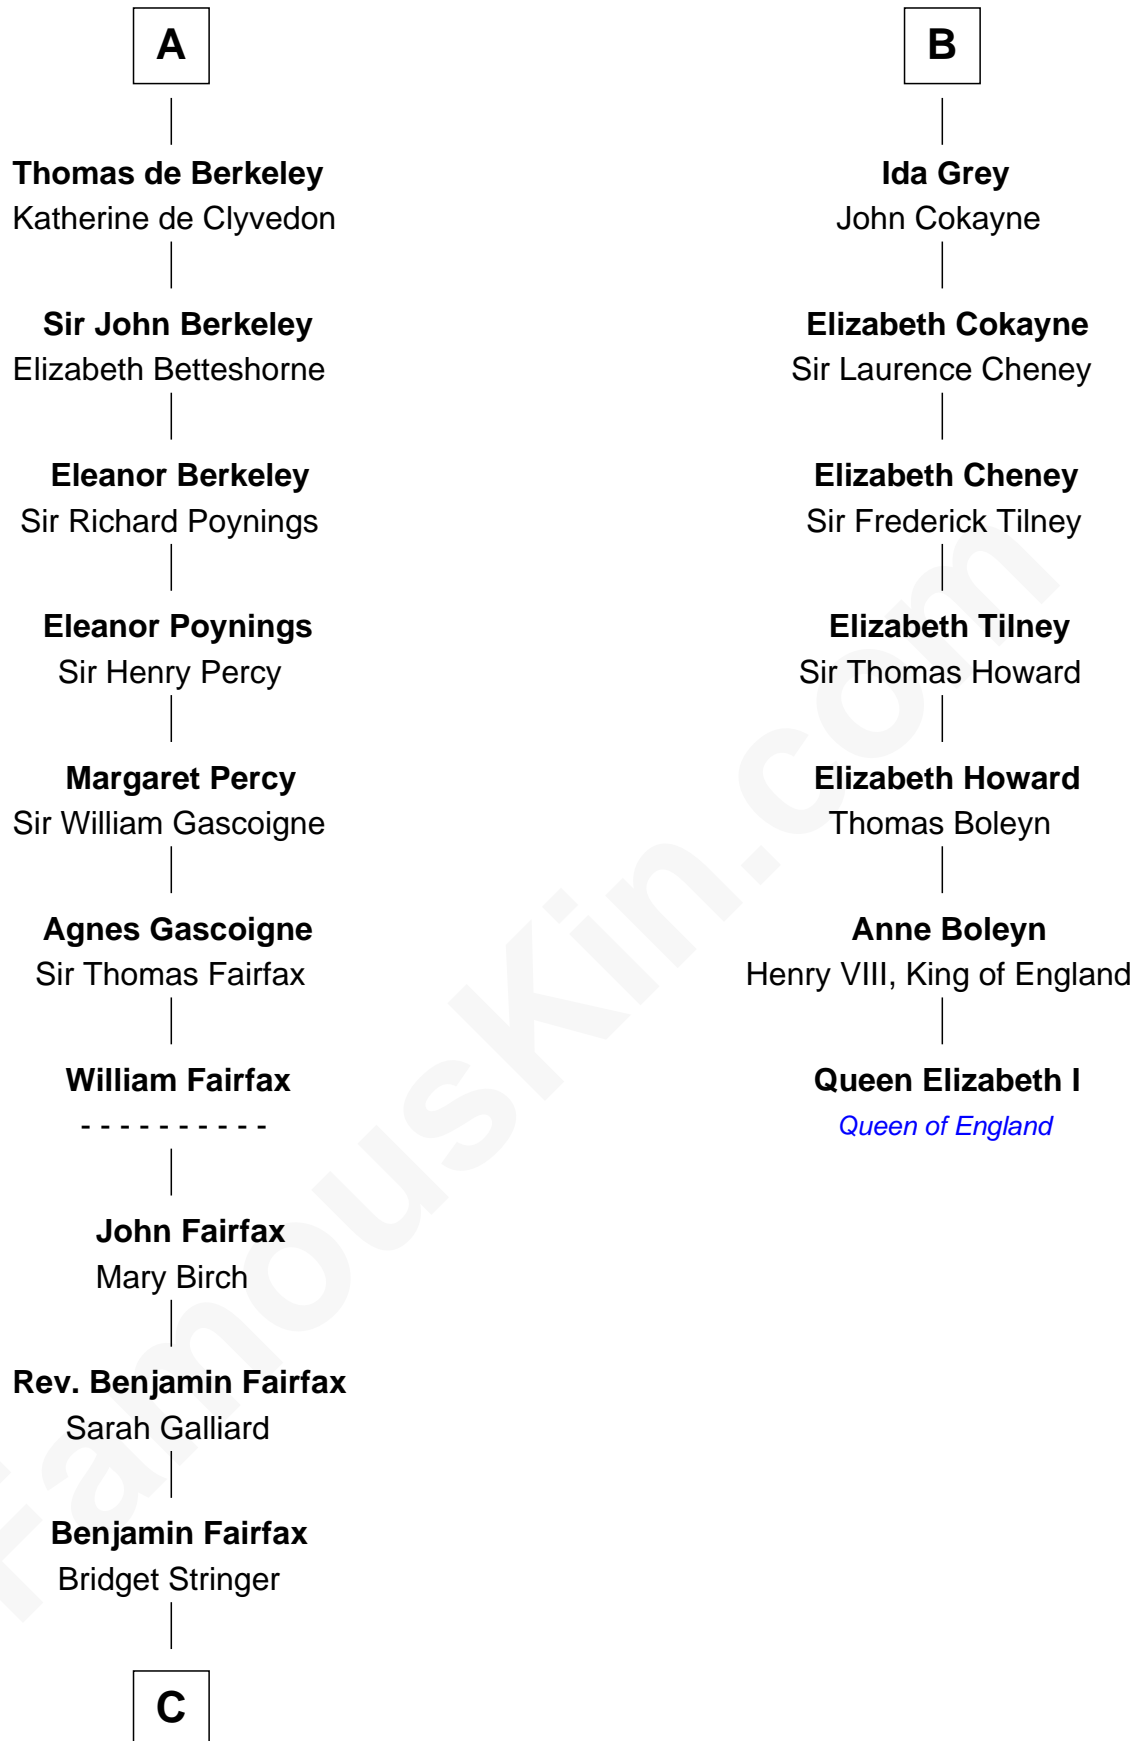 A
Thomas de Berkeley
Katherine de Clyvedon
Sir John Berkeley
Elizabeth Betteshorne
Eleanor Berkeley
Sir Richard Poynings
Eleanor Poynings
Sir Henry Percy
Margaret Percy
Sir William Gascoigne
Agnes Gascoigne
Sir Thomas Fairfax
William Fairfax
- - - - - - - - - -
John Fairfax
Mary Birch
Rev. Benjamin Fairfax
Sarah Galliard
Benjamin Fairfax
Bridget Stringer
C
B
Ida Grey
John Cokayne
Elizabeth Cokayne
Sir Laurence Cheney
Elizabeth Cheney
Sir Frederick Tilney
Elizabeth Tilney
Sir Thomas Howard
Elizabeth Howard
Thomas Boleyn
Anne Boleyn
Henry VIII, King of England
Queen Elizabeth I
Queen of England
FamousKin.com